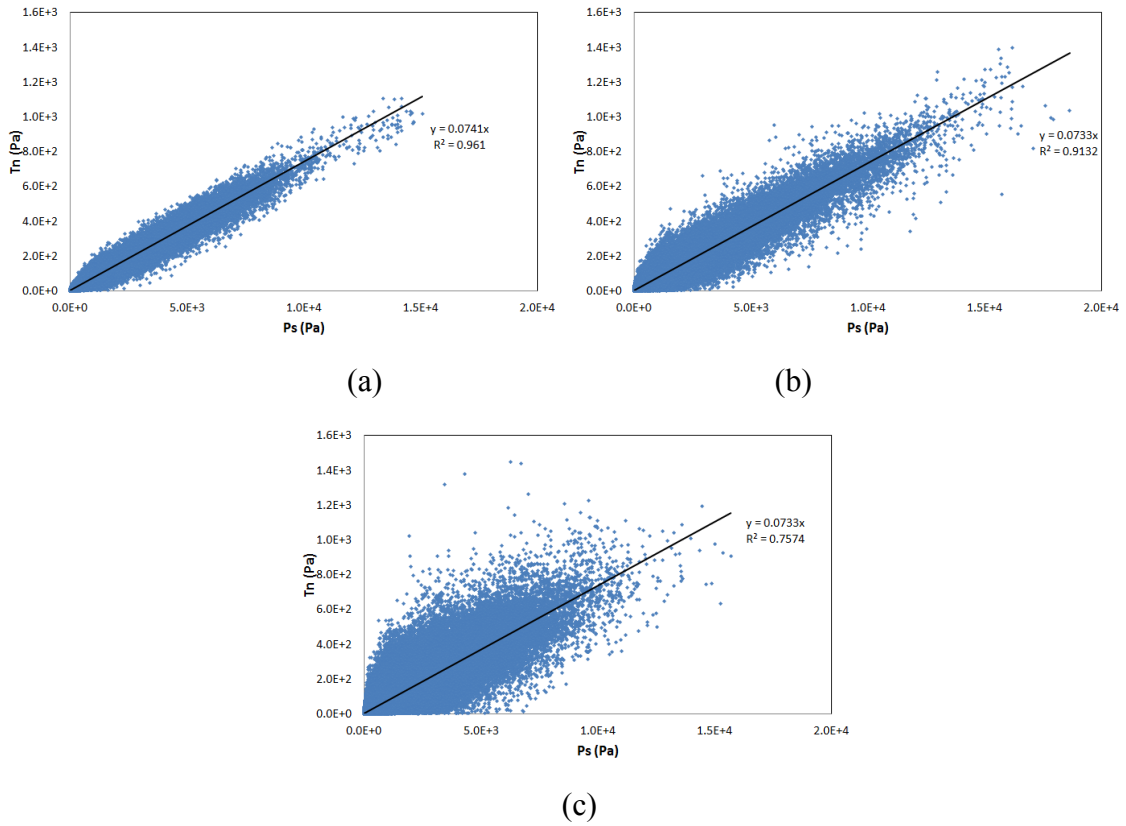 1.6E+3
1.4E+3
1.2E+3
1.0E+3
8.0E+2
6.0E+2
4.0E+2
2.0E+2
0.0E+0
Tn (Pa)
y = 0.0741x
R² = 0.961
0.0E+0 5.0E+3 1.0E+4 1.5E+4 2.0E+4
Ps (Pa)
(a)
1.6E+3
1.4E+3
1.2E+3
1.0E+3
8.0E+2
6.0E+2
4.0E+2
2.0E+2
0.0E+0
Tn (Pa)
y = 0.0733x
R² = 0.9132
0.0E+0 5.0E+3 1.0E+4 1.5E+4 2.0E+4
Ps (Pa)
(b)
1.6E+3
1.4E+3
1.2E+3
1.0E+3
8.0E+2
6.0E+2
4.0E+2
2.0E+2
0.0E+0
Tn (Pa)
y = 0.0733x
R² = 0.7574
0.0E+0 5.0E+3 1.0E+4 1.5E+4 2.0E+4
Ps (Pa)
(c)